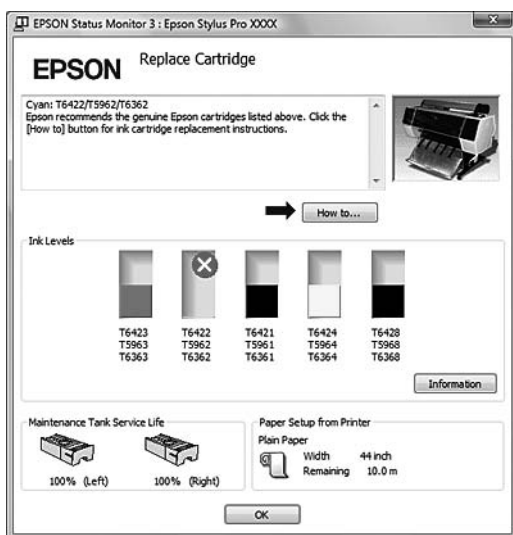 EPSON Status Monitor 3 : Epson Stylus Pro XXXX
EPSON
Replace Cartridge
Cyan: T6422/T5962/T6362
Epson recommends the genuine Epson cartridges listed above. Click the
[How to] button for ink cartridge replacement instructions.
How to...
Ink Levels
T6423 T6422 T6421 T6424 T6428
T5963 T5962 T5961 T5964 T5968
T6363 T6362 T6361 T6364 T6368
Information
Maintenance Tank Service Life
100% (Left) 100% (Right)
Paper Setup from Printer
Plain Paper
Width 44 inch
Remaining 10.0 m
OK